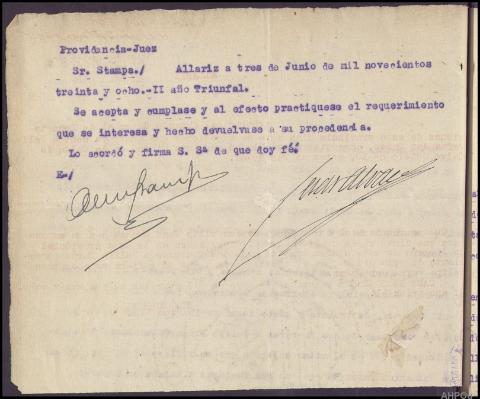 Providencia-Juez
Sr. Stampa./ Allariz a tres de Junio de mil novecientos
treinta y ocho.-II año Triunfal.
Se acepta y cumplase y al efecto practiquese el requerimiento
que se interesa y hecho devuelvase a su procedencia.
Lo acordó y firma S. Sª de que doy fé.
E./
AHPOU